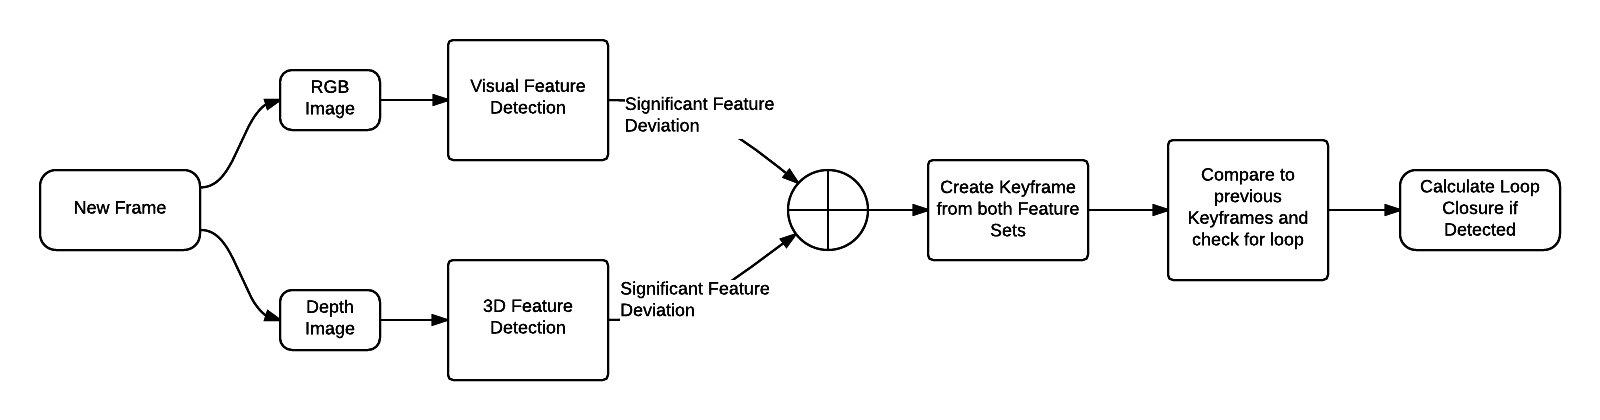 New Frame
RGB
Image
Visual Feature
Detection
Significant Feature
Deviation
Depth
Image
3D Feature
Detection
Significant Feature
Deviation
Create Keyframe
from both Feature
Sets
Compare to
previous
Keyframes and
check for loop
Calculate Loop
Closure if
Detected